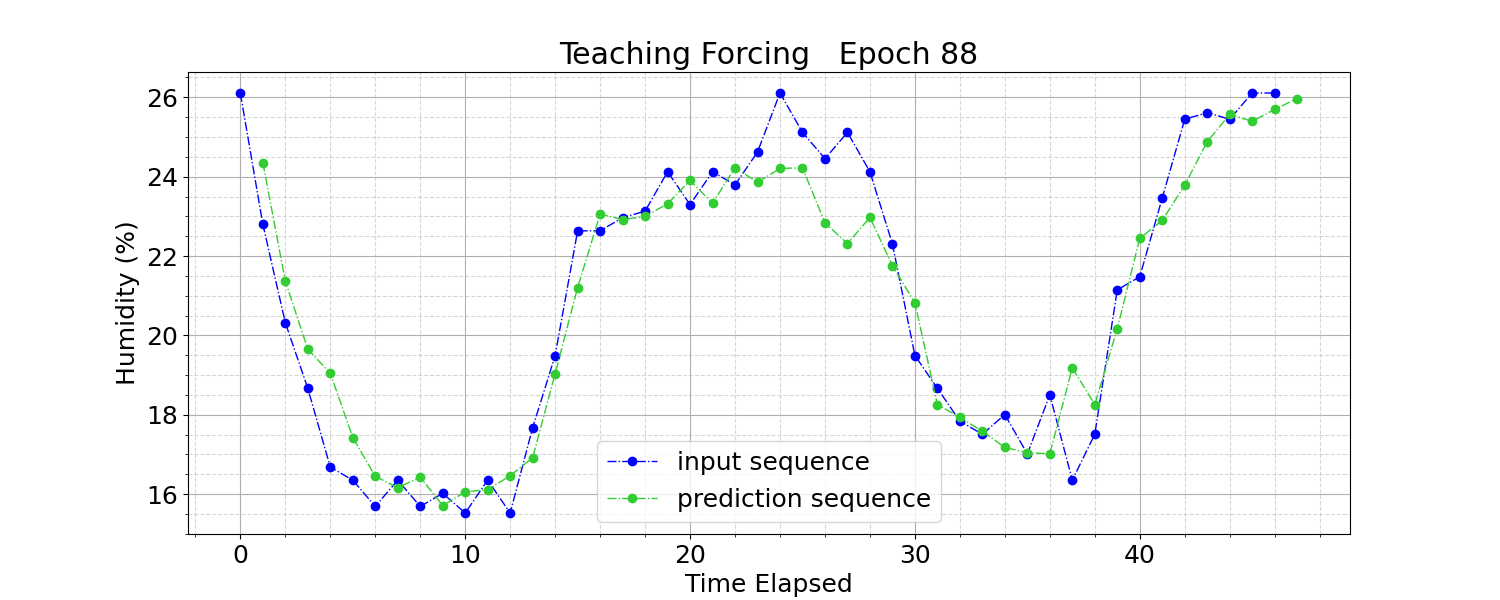 Teaching Forcing   Epoch 88
Humidity (%)
26
24
22
20
18
16
input sequence
prediction sequence
0 10 20 30 40
Time Elapsed